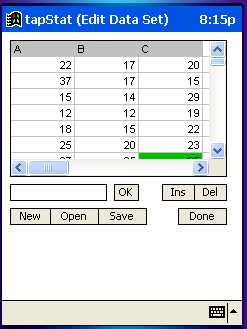 tapStat (Edit Data Set) 8:15p
A B C
22 17 20
37 17 15
15 14 29
12 12 19
18 15 22
25 20 23
OK Ins Del
New Open Save Done